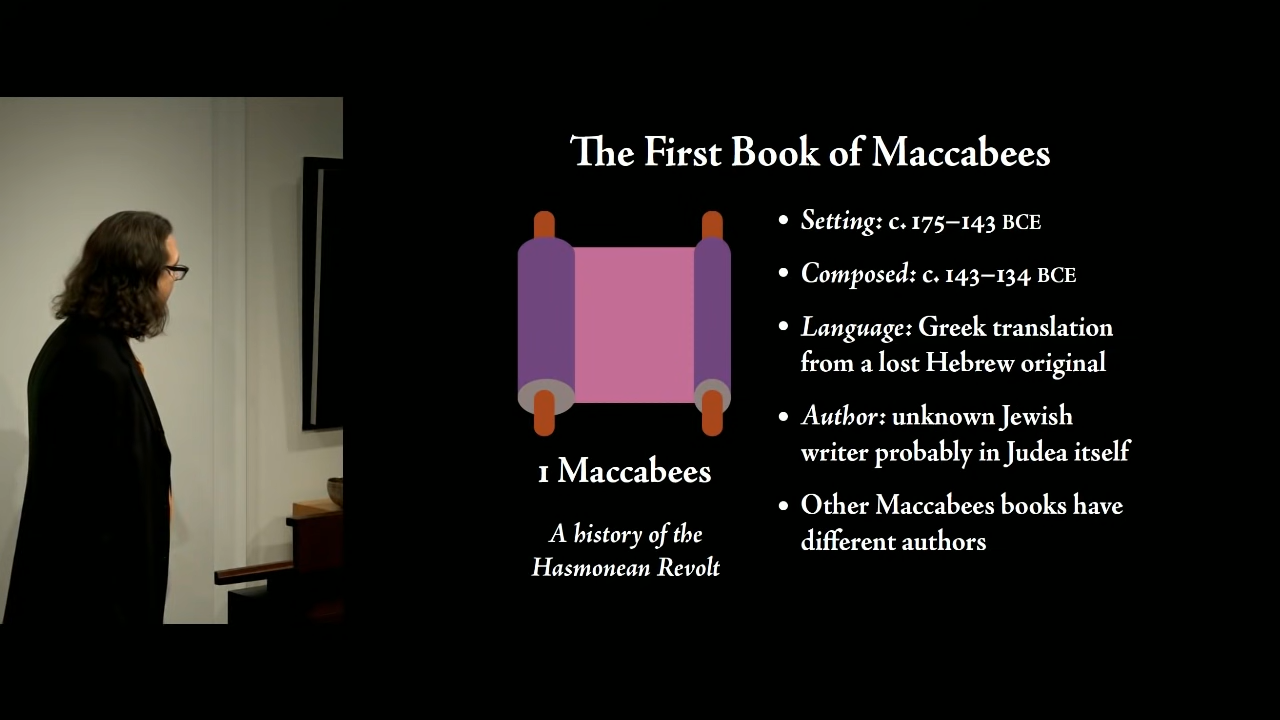 The First Book of Maccabees
1 Maccabees
A history of the
Hasmonean Revolt
• Setting: c. 175–143 BCE
• Composed: c. 143–134 BCE
• Language: Greek translation
from a lost Hebrew original
• Author: unknown Jewish
writer probably in Judea itself
• Other Maccabees books have
different authors